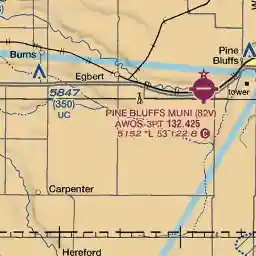 Pine
Bluffs
Burns
Egbert
tower
5847
(350)
UC
PINE BLUFFS MUNI (82V)
AWOS-3PT 132.425
5152 *L 53 122.8 C
Carpenter
Hereford